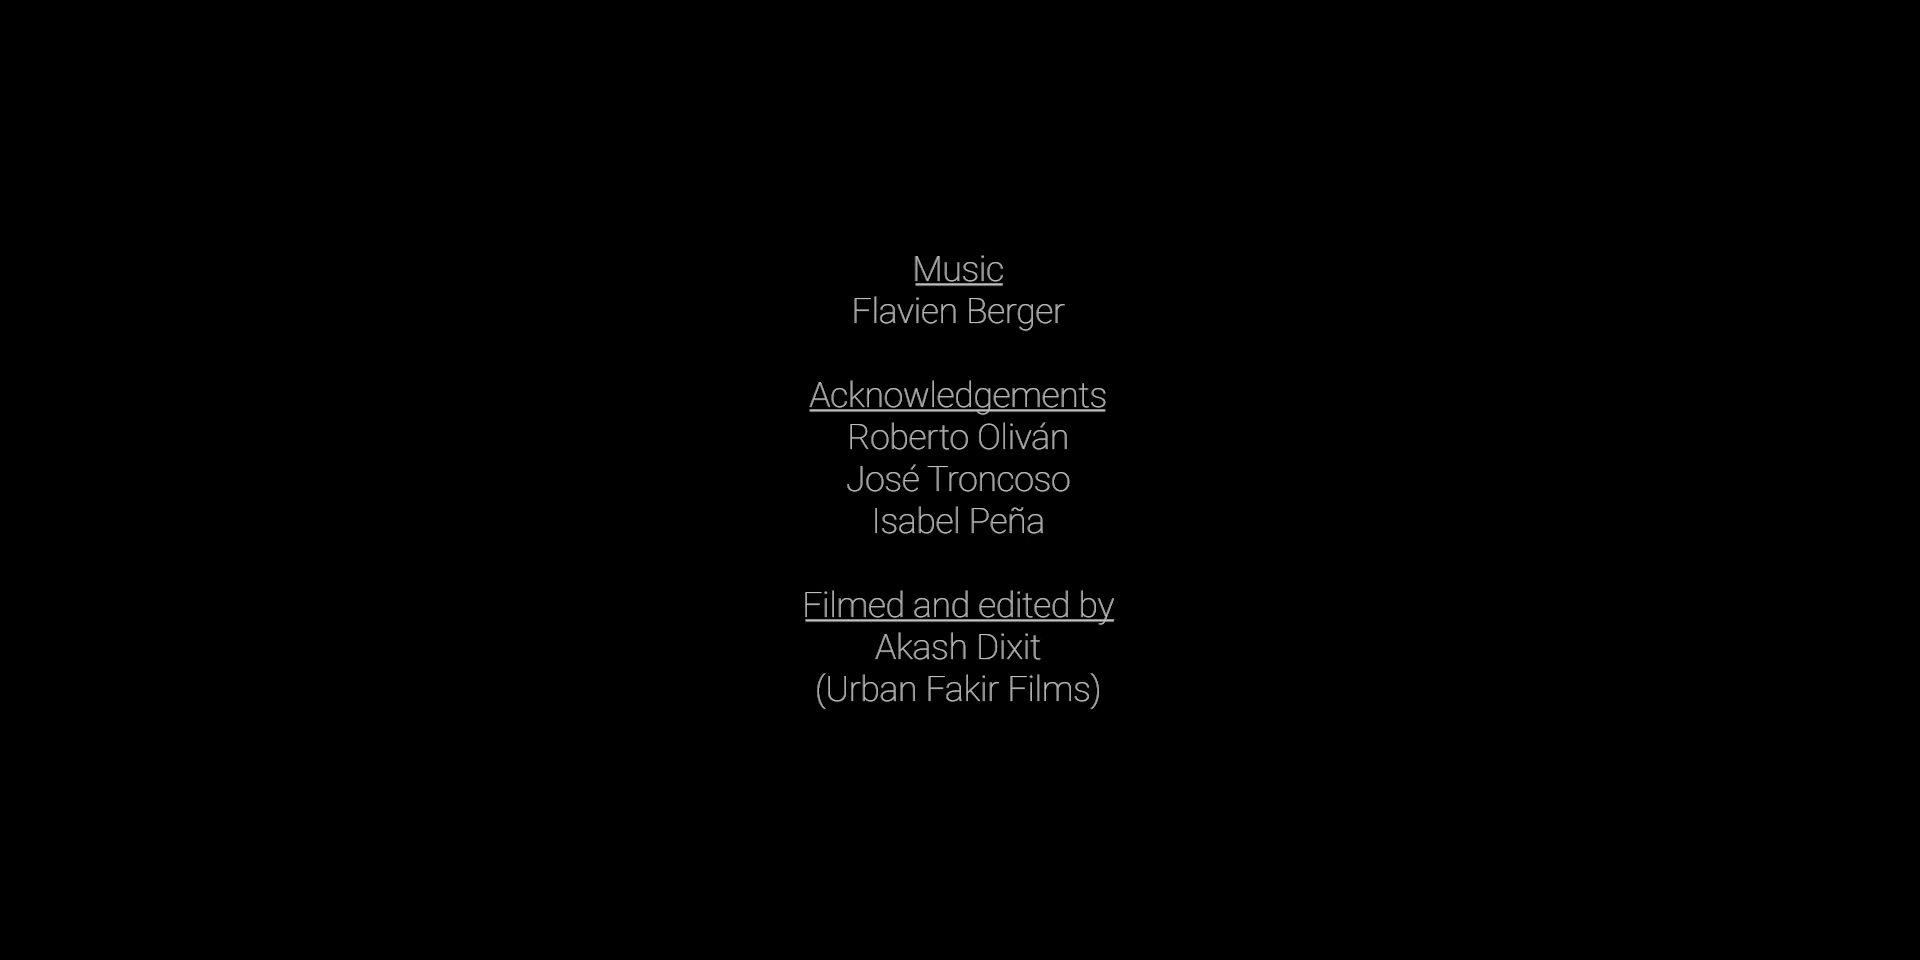 Music
Flavien Berger
Acknowledgements
Roberto Oliván
José Troncoso
Isabel Peña
Filmed and edited by
Akash Dixit
(Urban Fakir Films)